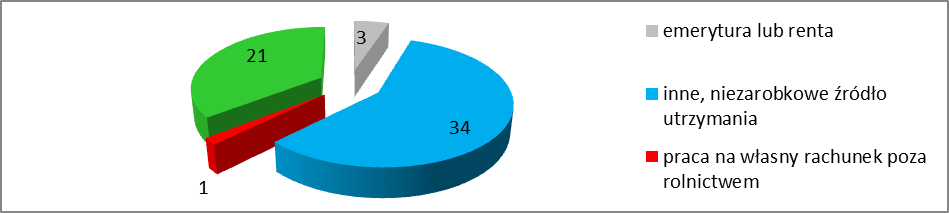 3
21
34
1
emerytura lub renta
inne, niezarobkowe źródło
utrzymania
praca na własny rachunek poza
rolnictwem